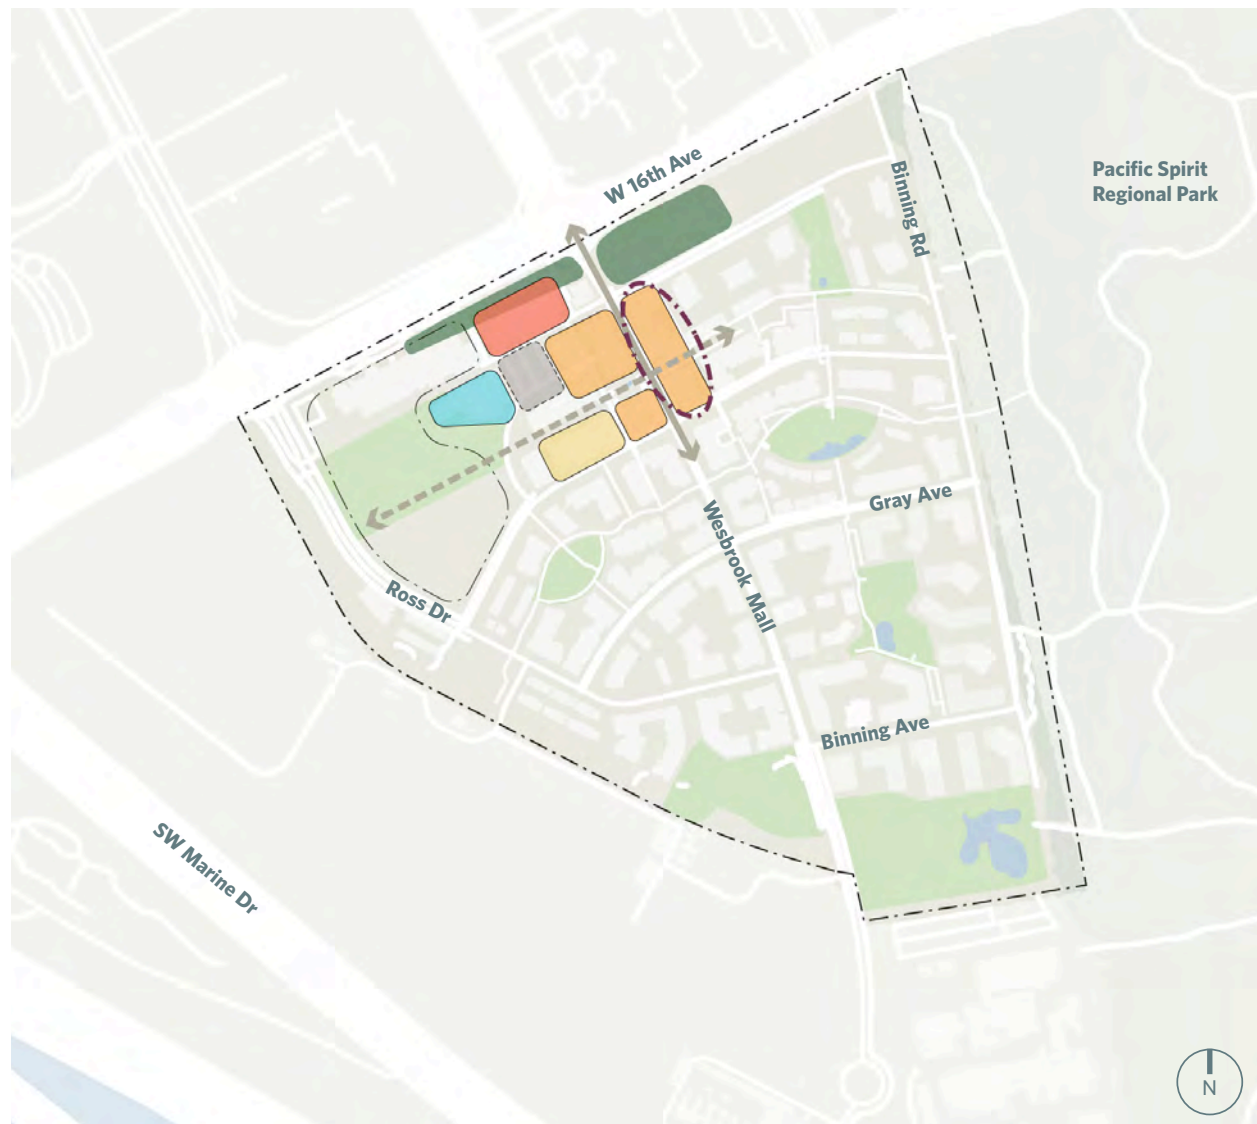 W 16th Ave
Pacific Spirit
Regional Park
Binning Rd
Gray Ave
Wesbrook Mall
Ross Dr
Binning Ave
SW Marine Dr
N